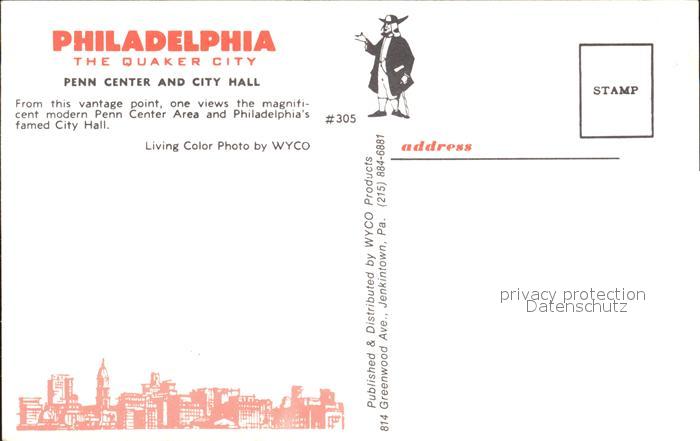 PHILADELPHIA
THE QUAKER CITY
PENN CENTER AND CITY HALL
From this vantage point, one views the magnifi-
cent modern Penn Center Area and Philadelphia's
famed City Hall.
Living Color Photo by WYCO
#305
Published & Distributed by WYCO Products
814 Greenwood Ave., Jenkintown, Pa. (215) 884-6881
STAMP
address
privacy protection
Datenschutz